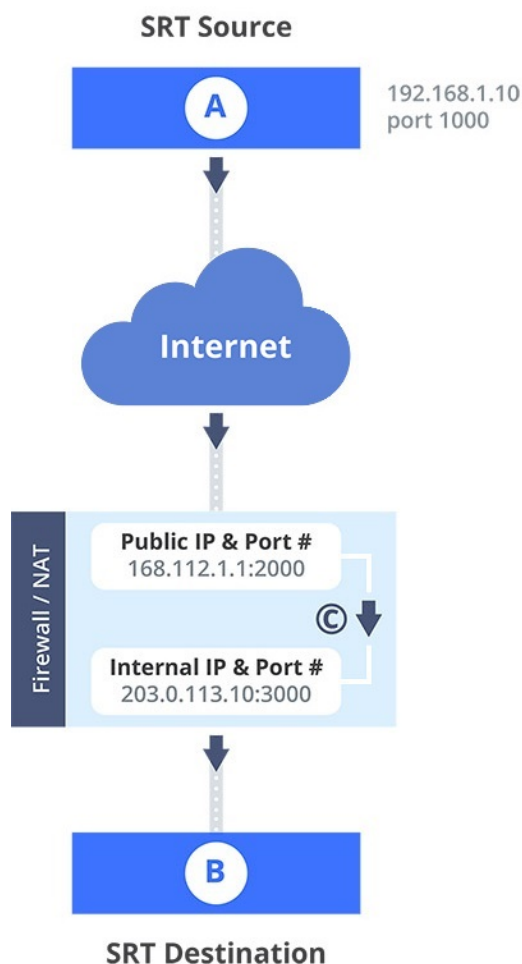 SRT Source
A
192.168.1.10
port 1000
Internet
Firewall / NAT
Public IP & Port #
168.112.1.1:2000
©
Internal IP & Port #
203.0.113.10:3000
B
SRT Destination